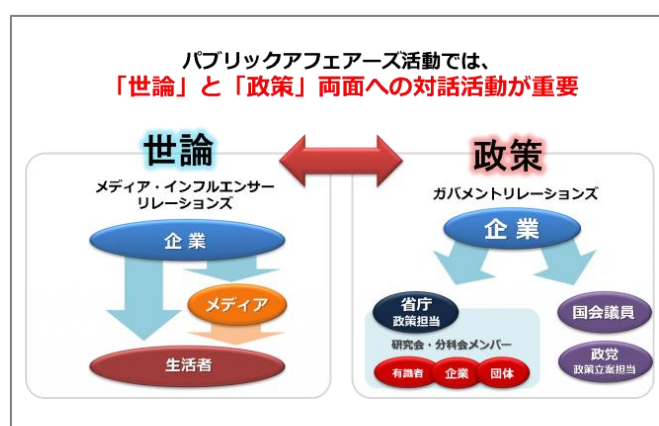 パブリックアフェアーズ活動では、
「世論」と「政策」両面への対話活動が重要
世論
メディア・インフルエンサー
リレーションズ
企業
メディア
生活者
政策
ガバメントリレーションズ
企業
省庁
政策担当
研究会・分科会メンバー
有識者
企業
団体
国会議員
政党
政策立案担当